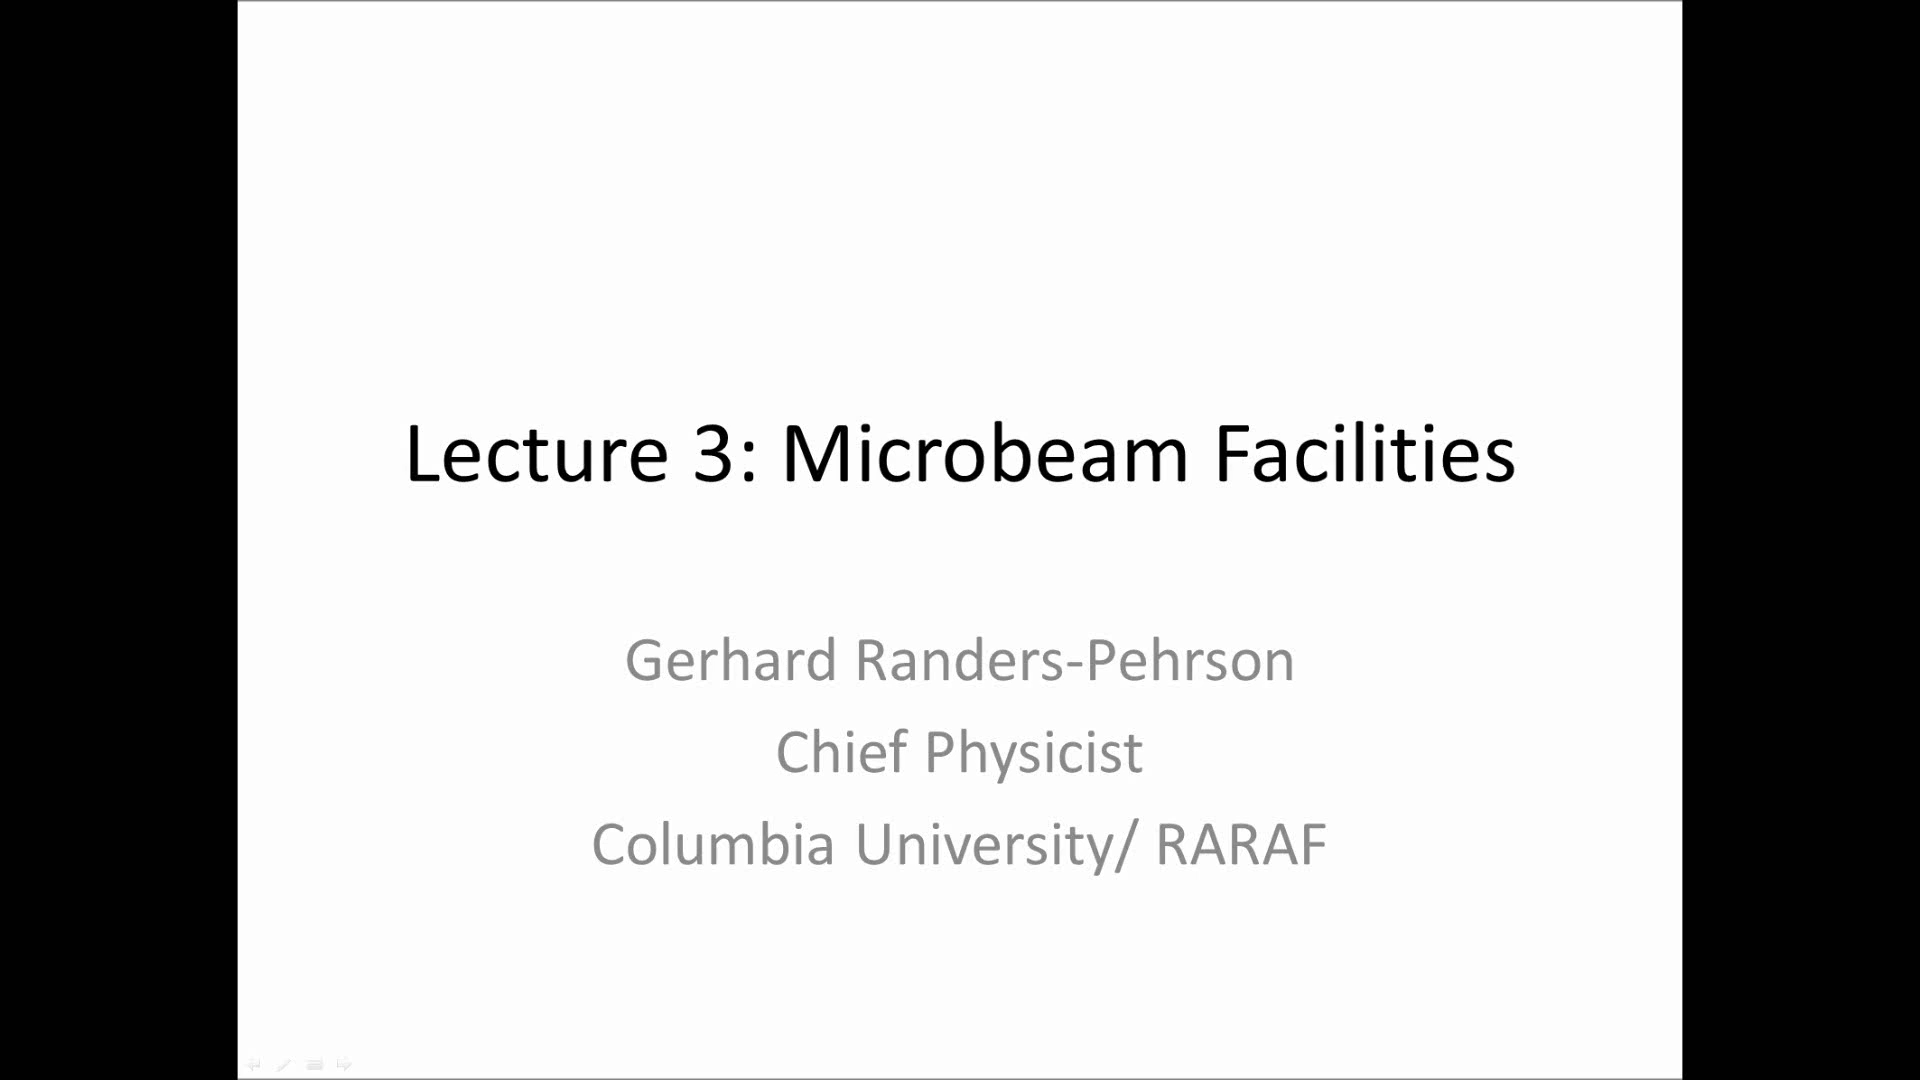 Lecture 3: Microbeam Facilities
Gerhard Randers-Pehrson
Chief Physicist
Columbia University/ RARAF